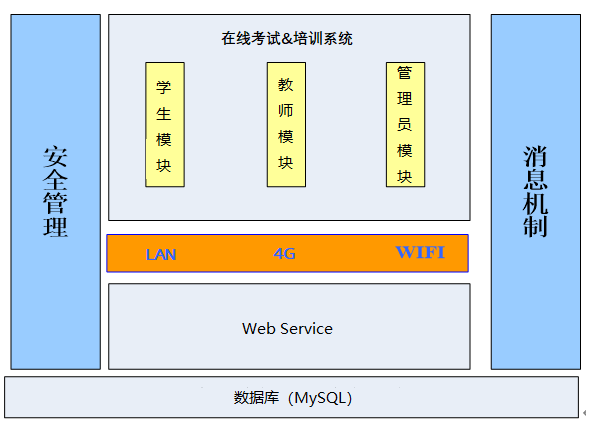 在线考试&培训系统
学生模块
教师模块
管理员模块
安全管理
消息机制
LAN 4G WIFI
Web Service
数据库（MySQL）